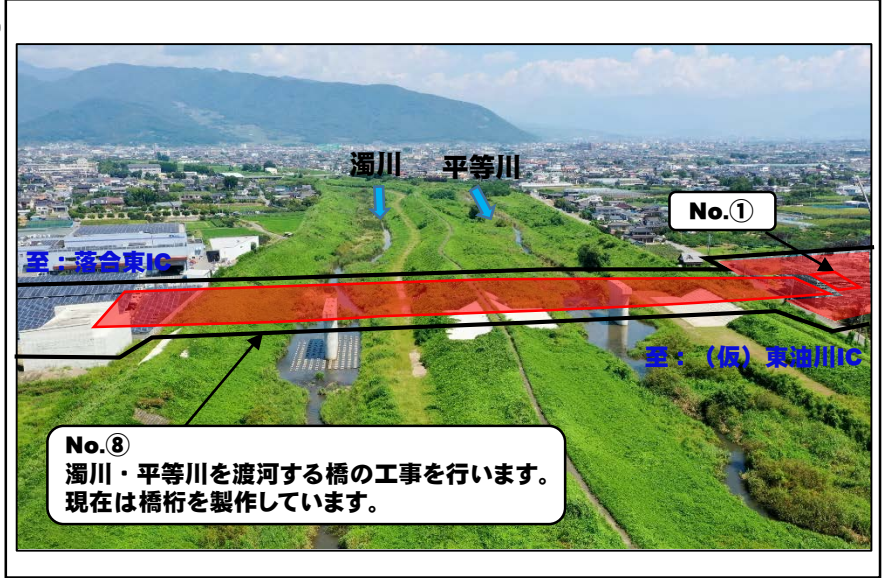 濁川 平等川
No.①
至：落合東IC
至：（仮）東油川IC
No.⑧
濁川・平等川を渡河する橋の工事を行います。
現在は橋桁を製作しています。